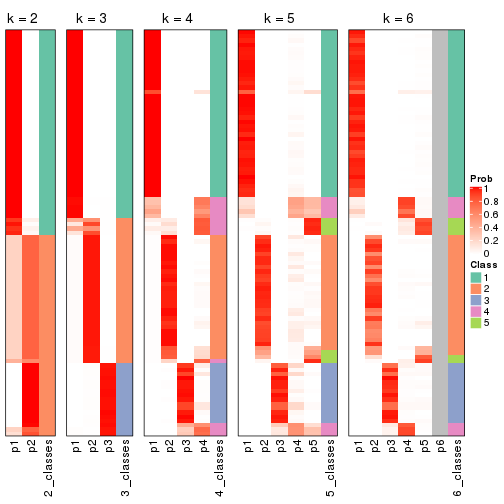 k = 2 k = 3 k = 4 k = 5 k = 6
Prob
1
0.8
0.6
0.4
0.2
0
Class
1
2
3
4
5
p1 p2 2_classes p1 p2 p3 3_classes p1 p2 p3 p4 4_classes p1 p2 p3 p4 p5 5_classes p1 p2 p3 p4 p5 p6 6_classes